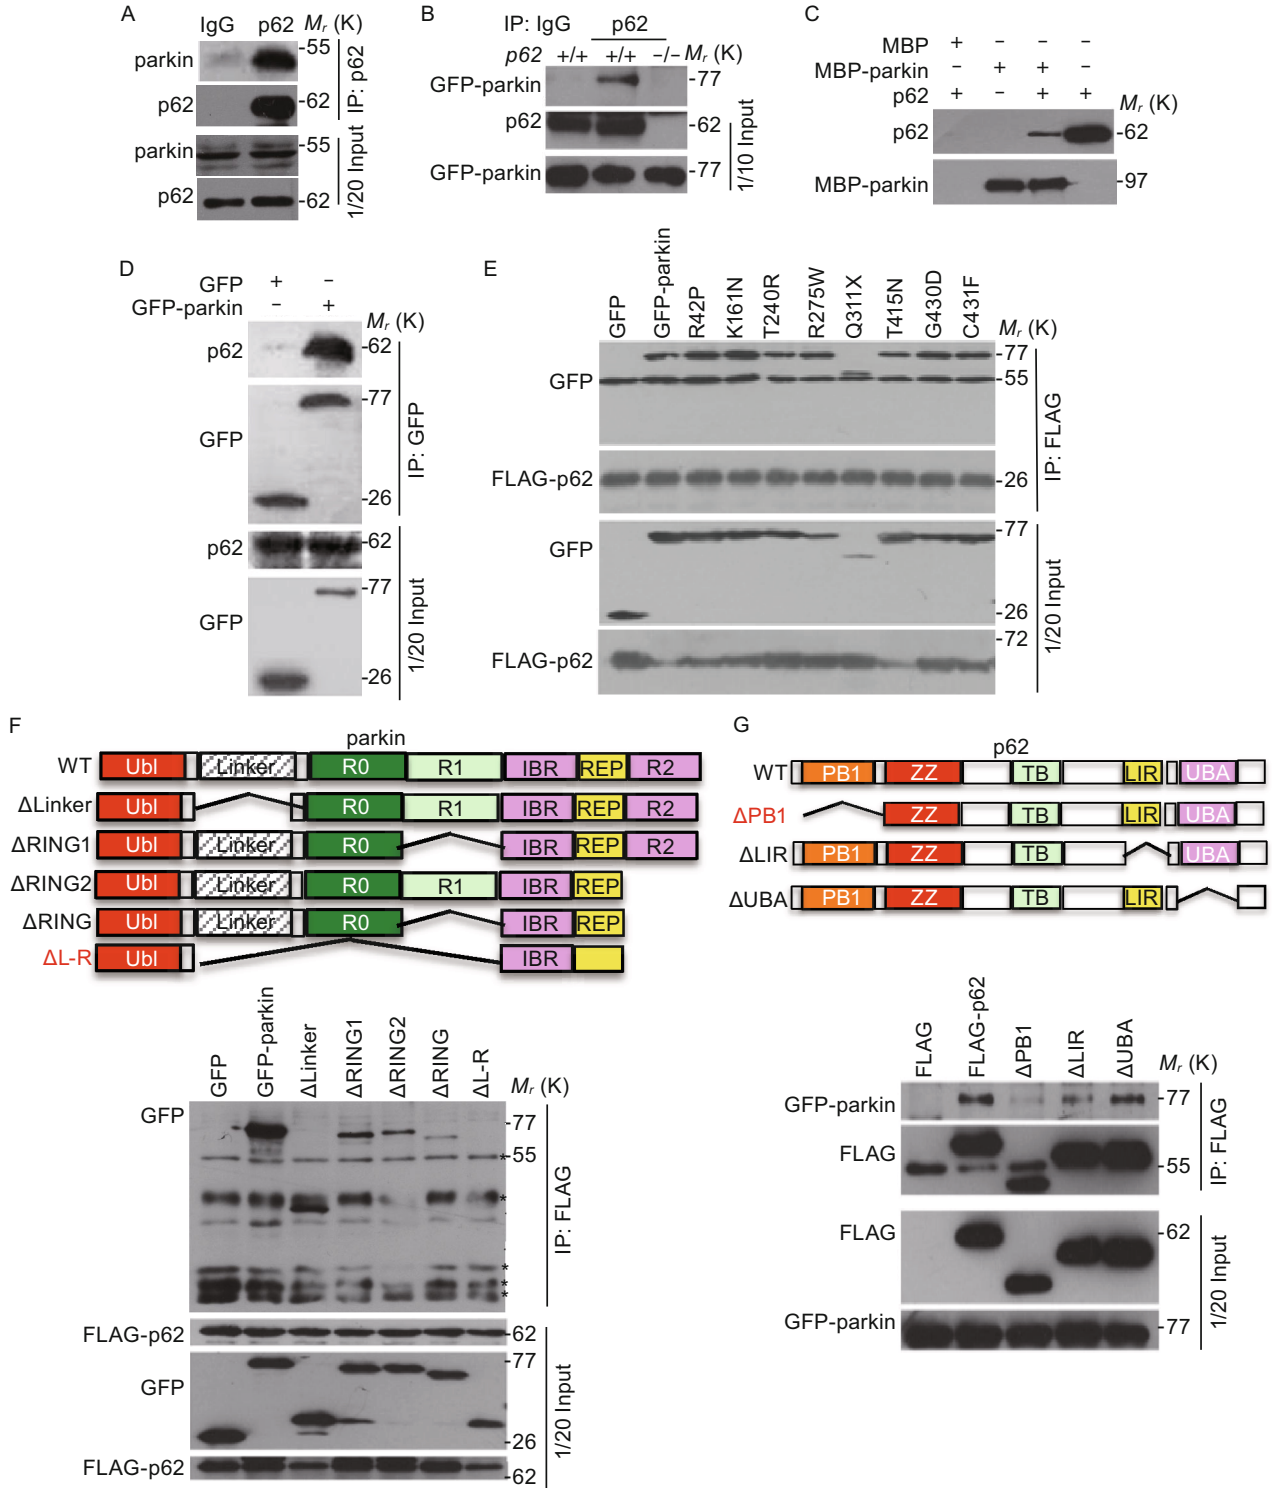 A
IgG p62 Mr (K)
parkin -55
p62 -62
IP: p62
parkin -55
p62 -62
1/20 Input
B
IP: IgG p62
p62 +/+ +/+ –/– Mr (K)
GFP-parkin -77
p62 -62
GFP-parkin -77
1/10 Input
C
MBP + – – –
MBP-parkin – + + –
p62 + – + +
Mr (K)
p62 -62
MBP-parkin -97
D
GFP + –
GFP-parkin – +
Mr (K)
p62 -62
GFP -77
-26
IP: GFP
p62 -62
GFP -77
-26
1/20 Input
E
GFP GFP-parkin R42P K161N T240R R275W Q311X T415N G430D C431F Mr (K)
GFP -77
-55
FLAG-p62 -26
IP: FLAG
GFP -77
-26
FLAG-p62 -72
1/20 Input
F
parkin
WT Ubl Linker R0 R1 IBR REP R2
ΔLinker Ubl R0 R1 IBR REP R2
ΔRING1 Ubl Linker R0 IBR REP R2
ΔRING2 Ubl Linker R0 R1 IBR REP
ΔRING Ubl Linker R0 IBR REP
ΔL-R Ubl IBR
GFP GFP-parkin ΔLinker ΔRING1 ΔRING2 ΔRING ΔL-R Mr (K)
GFP -77
*-55
*
*
*
*
IP: FLAG
FLAG-p62 -62
GFP -77
-26
FLAG-p62 -62
1/20 Input
G
p62
WT PB1 ZZ TB LIR UBA
ΔPB1 ZZ TB LIR UBA
ΔLIR PB1 ZZ TB UBA
ΔUBA PB1 ZZ TB LIR
FLAG FLAG-p62 ΔPB1 ΔLIR ΔUBA Mr (K)
GFP-parkin -77
FLAG -55
IP: FLAG
FLAG -62
GFP-parkin -77
1/20 Input